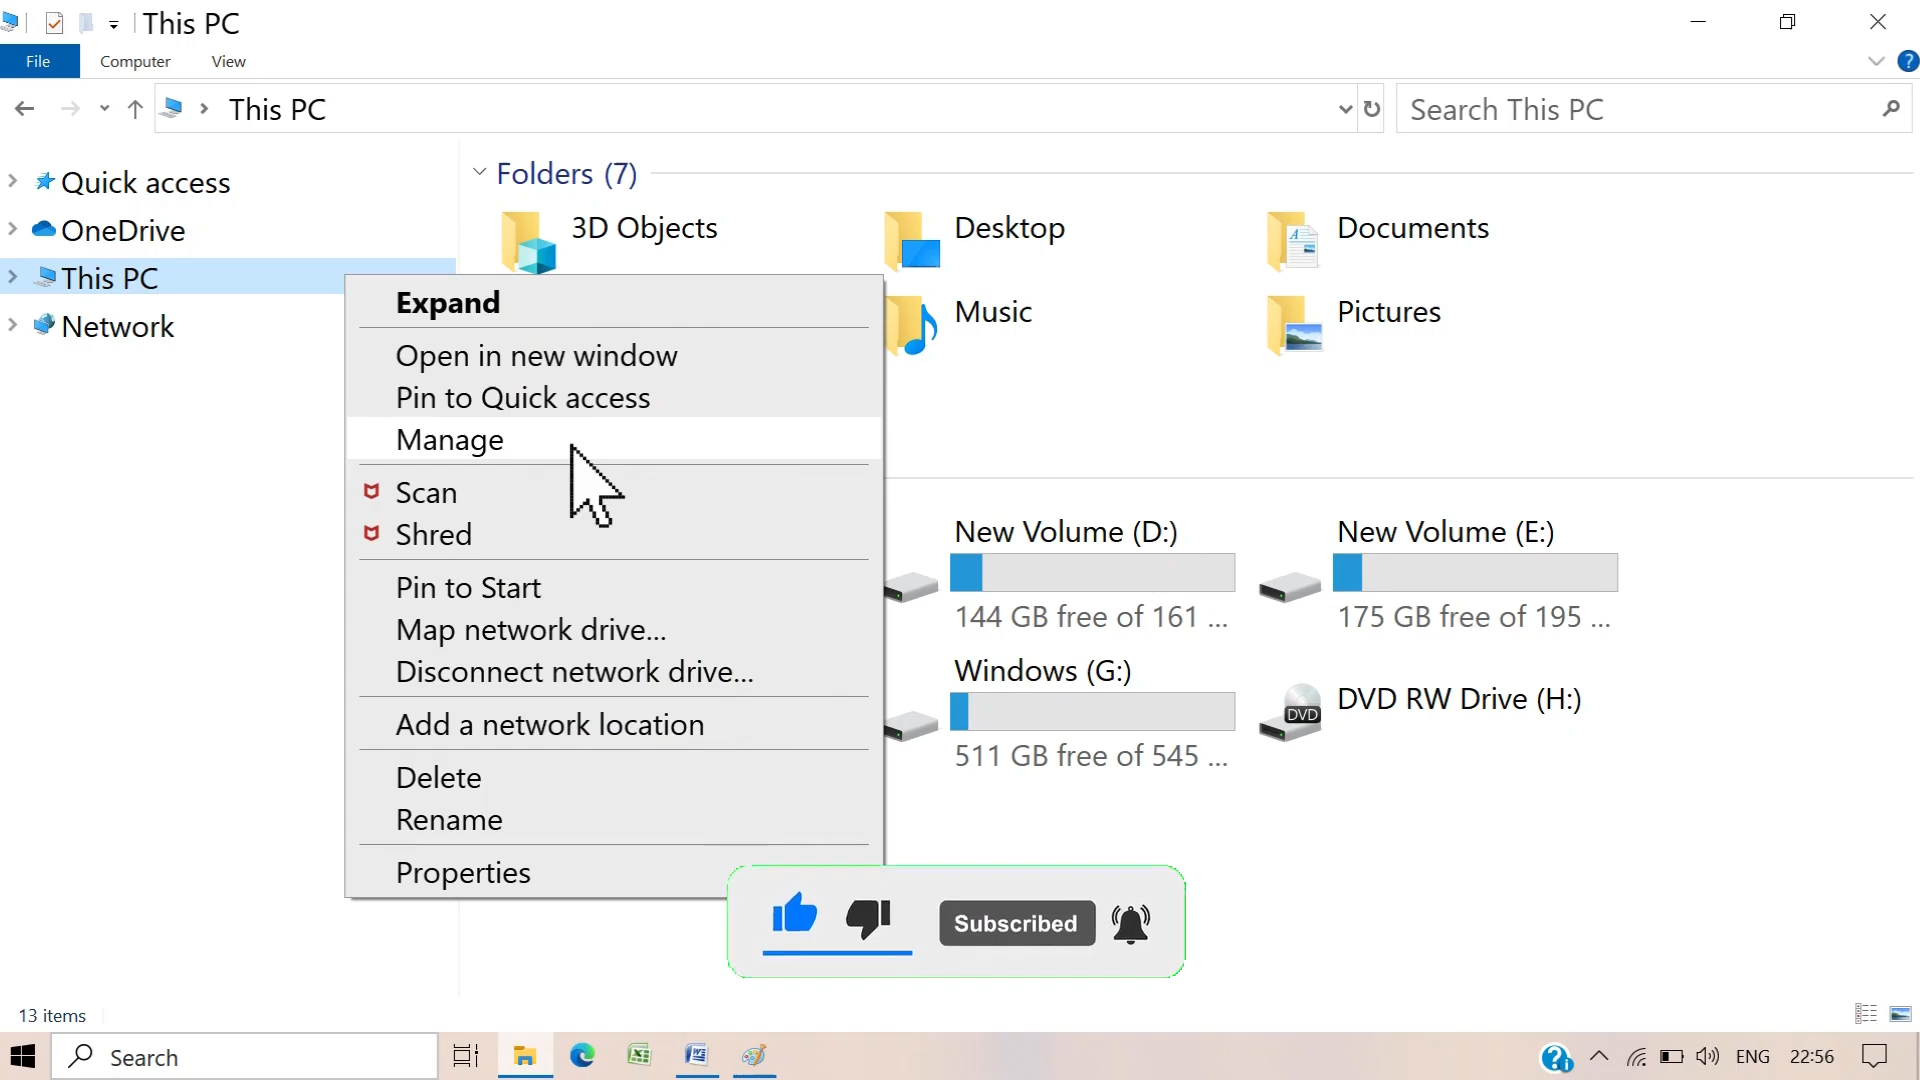 This PC
File Computer View
This PC
Search This PC
Quick access
OneDrive
This PC
Network
Folders (7)
3D Objects
Desktop
Documents
Music
Pictures
Expand
Open in new window
Pin to Quick access
Manage
Scan
Shred
Pin to Start
Map network drive...
Disconnect network drive...
Add a network location
Delete
Rename
Properties
New Volume (D:)
144 GB free of 161 ...
New Volume (E:)
175 GB free of 195 ...
Windows (G:)
511 GB free of 545 ...
DVD RW Drive (H:)
DVD
Subscribed
13 items
Search
ENG 22:56